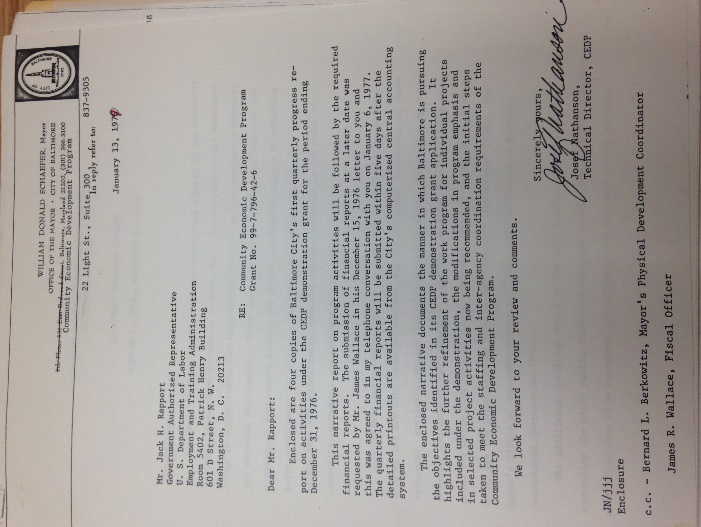 WILLIAM DONALD SCHAEFER, Mayor
OFFICE OF THE MAYOR - CITY OF BALTIMORE
Baltimore, Maryland 21202, (301) 396-3100
Community Economic Development Program
22 Light St., Suite 300 837-9305
In reply refer to:
January 13, 1977
Mr. Jack H. Rapport
Government Authorized Representative
U. S. Department of Labor
Employment and Training Administration
Room 5402, Patrick Henry Building
601 D Street, N. W.
Washington, D. C. 20213
RE: Community Economic Development Program
Grant No. 99-7-796-42-6
Dear Mr. Rapport:
Enclosed are four copies of Baltimore City's first quarterly progress re-
port on activities under the CEDP demonstration grant for the period ending
December 31, 1976.
This narrative report on program activities will be followed by the required
financial reports. The submission of financial reports at a later date was
requested by Mr. James Wallace in his December 15, 1976 letter to you and
this was agreed to in my telephone conversation with you on January 6, 1977.
The quarterly financial reports will be submitted within five days after the
detailed printouts are available from the City's computerized central accounting
system.
The enclosed narrative documents the manner in which Baltimore is pursuing
the objectives identified in its CEDP demonstration grant application. It
highlights the further refinement of the work program for individual projects
included under the demonstration, the modifications in program emphasis and
in selected project activities now being recommended, and the initial steps
taken to meet the staffing and inter-agency coordination requirements of the
Community Economic Development Program.
We look forward to your review and comments.
Sincerely yours,
Josef Nathanson
Josef Nathanson,
Technical Director, CEDP
JN/jjj
Enclosure
c.c. - Bernard L. Berkowitz, Mayor's Physical Development Coordinator
James R. Wallace, Fiscal Officer